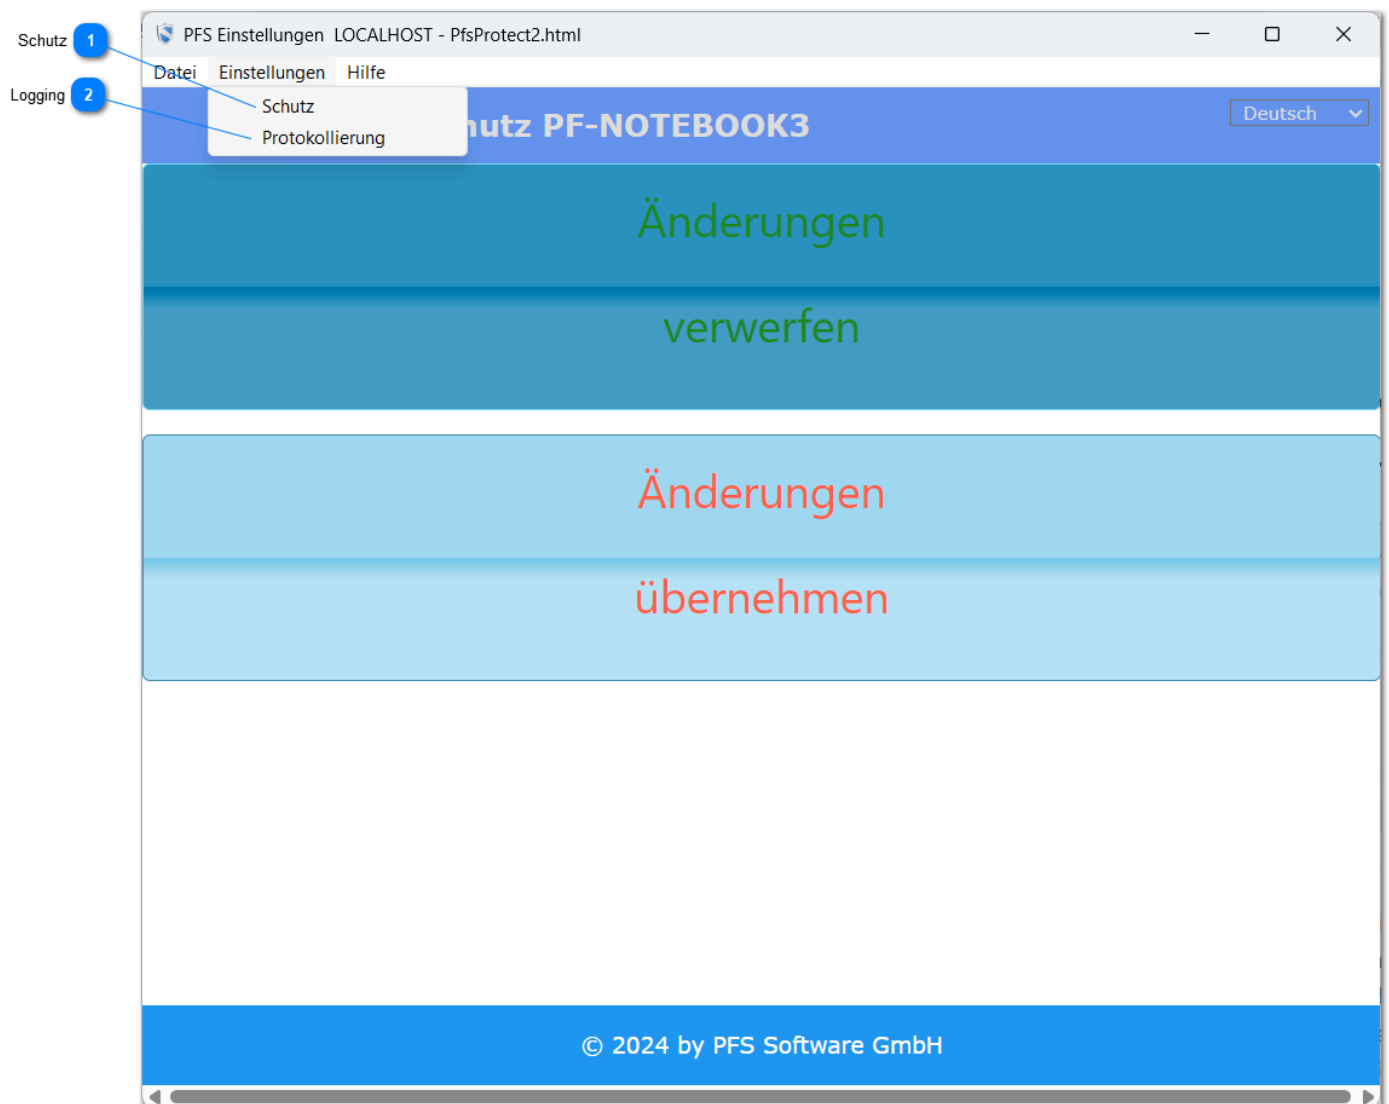 Schutz 1
PFS Einstellungen LOCALHOST - PfsProtect2.html
Datei Einstellungen Hilfe
Logging 2
Schutz
Protokollierung
PF-NOTEBOOK3
Deutsch
Änderungen
verwerfen
Änderungen
übernehmen
© 2024 by PFS Software GmbH